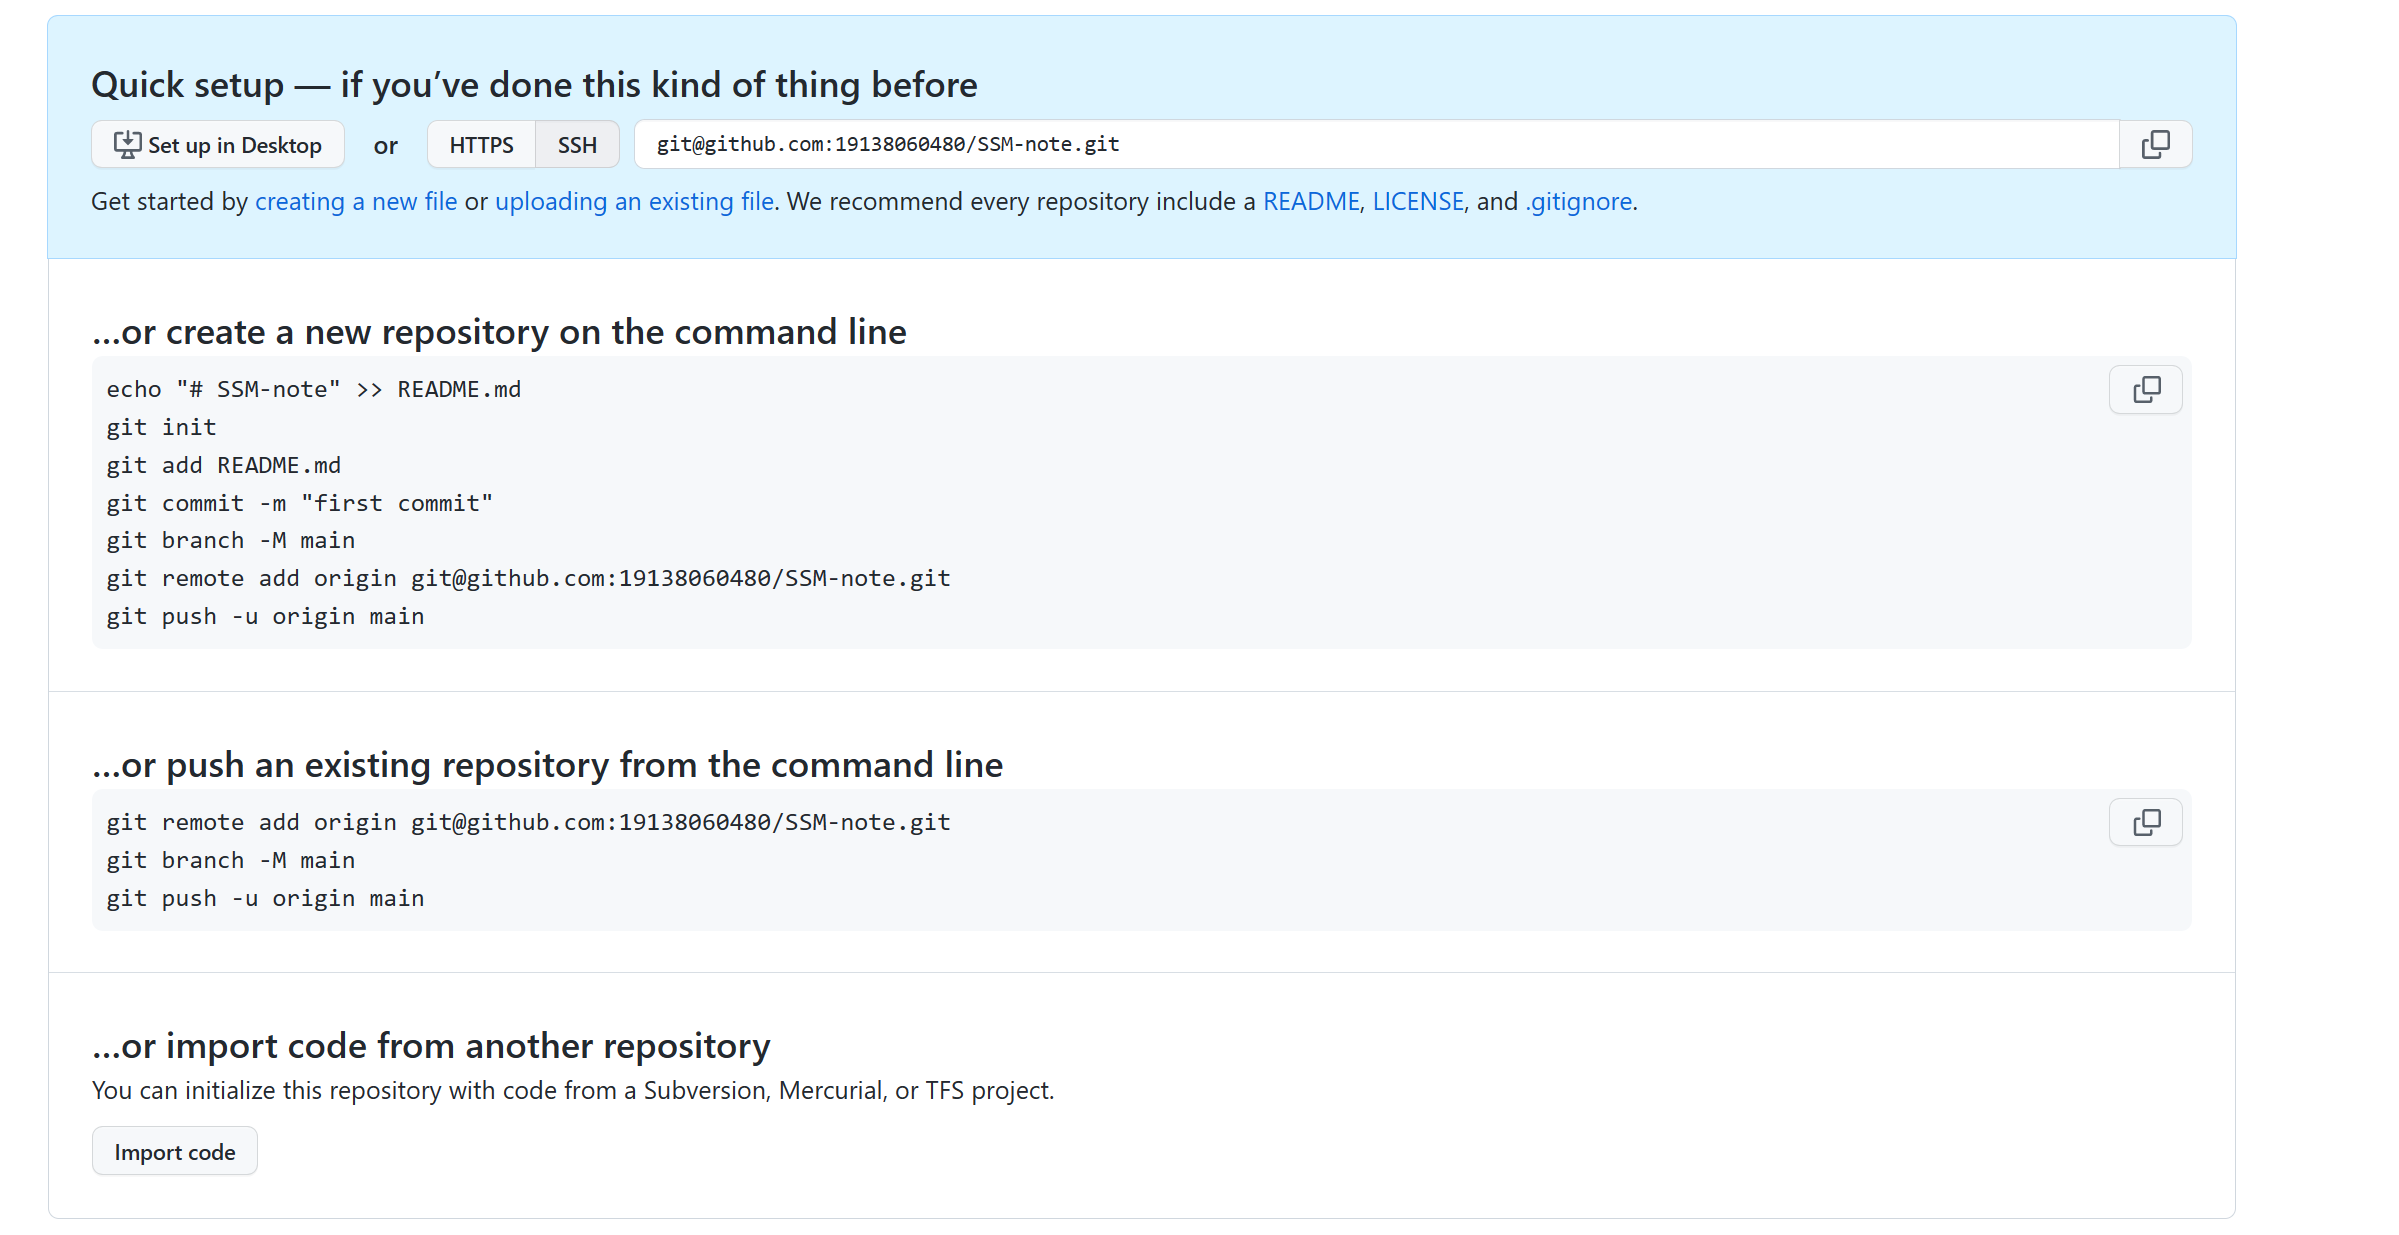 Quick setup — if you’ve done this kind of thing before
Set up in Desktop or HTTPS SSH git@github.com:19138060480/SSM-note.git
Get started by creating a new file or uploading an existing file. We recommend every repository include a README, LICENSE, and .gitignore.
…or create a new repository on the command line
echo "# SSM-note" >> README.md
git init
git add README.md
git commit -m "first commit"
git branch -M main
git remote add origin git@github.com:19138060480/SSM-note.git
git push -u origin main
…or push an existing repository from the command line
git remote add origin git@github.com:19138060480/SSM-note.git
git branch -M main
git push -u origin main
…or import code from another repository
You can initialize this repository with code from a Subversion, Mercurial, or TFS project.
Import code